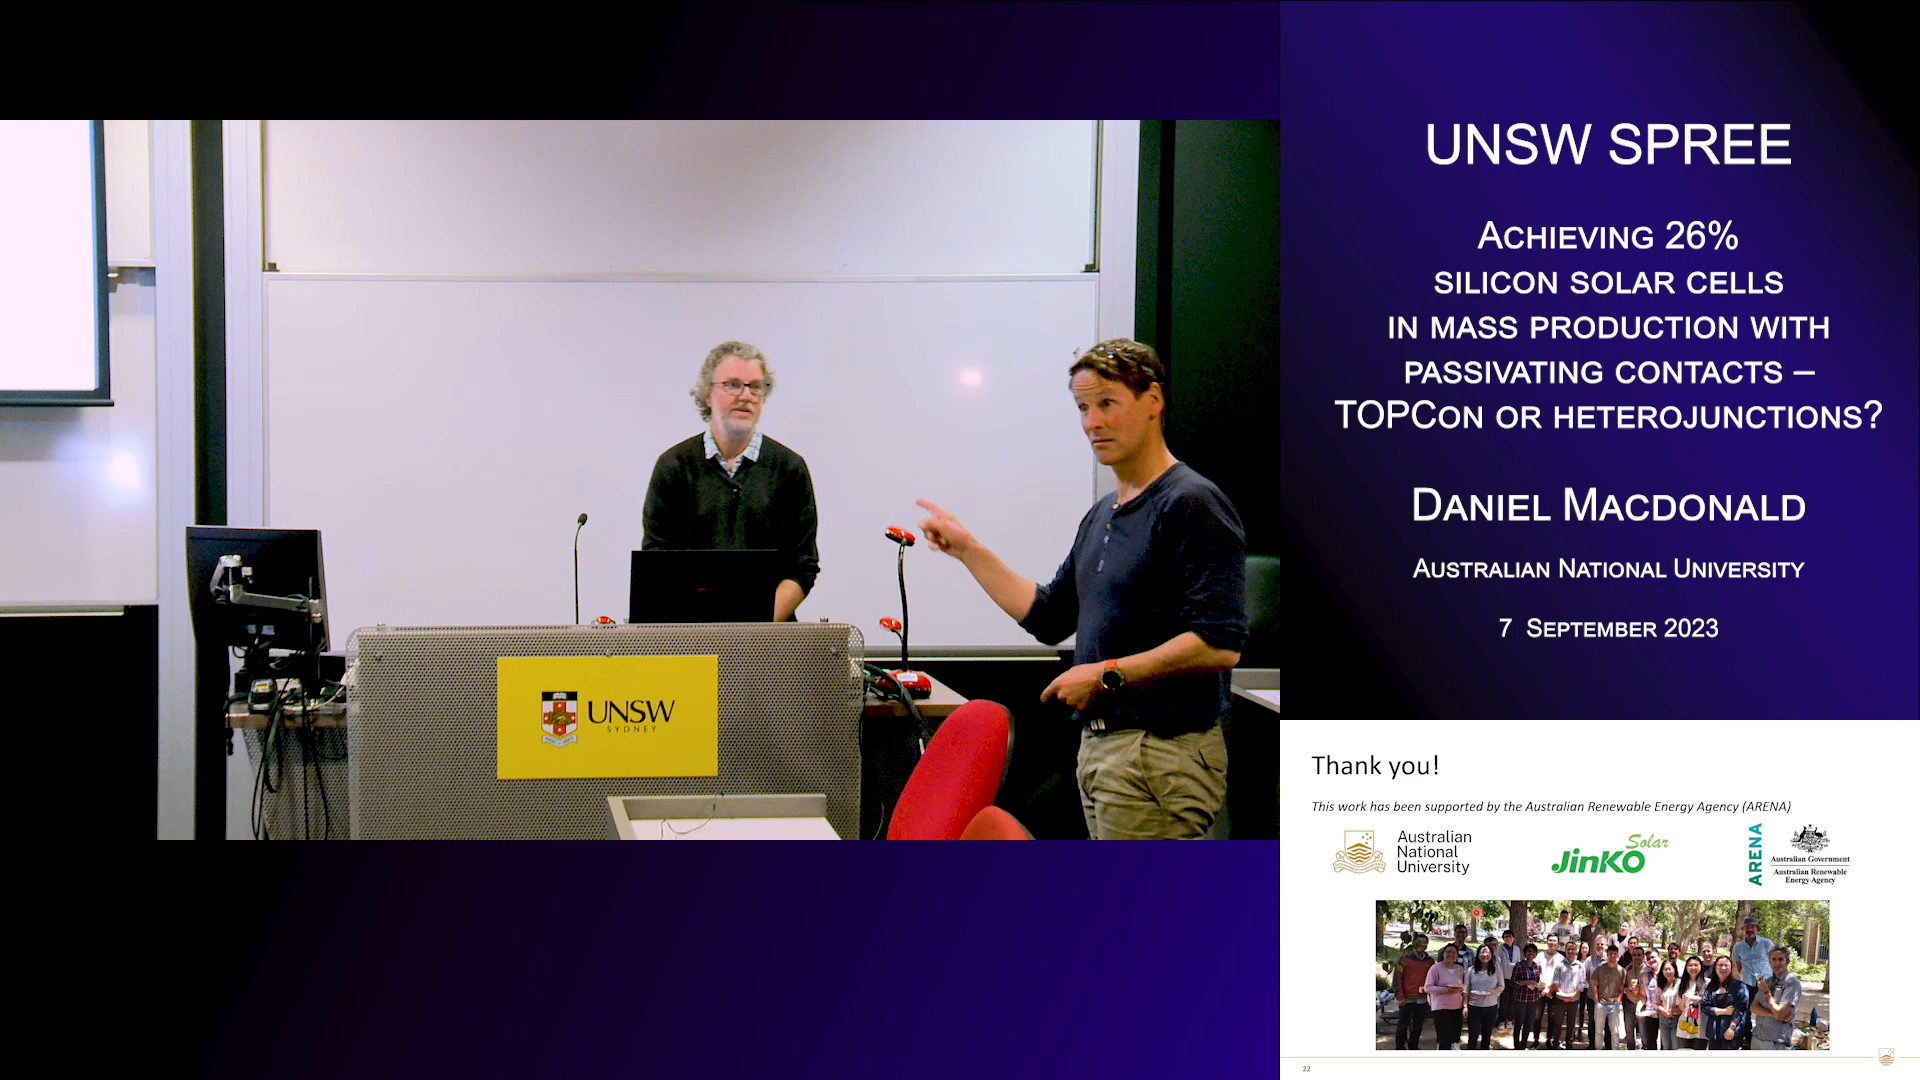 UNSW SPREE
ACHIEVING 26%
SILICON SOLAR CELLS
IN MASS PRODUCTION WITH
PASSIVATING CONTACTS –
TOPCON OR HETEROJUNCTIONS?
DANIEL MACDONALD
AUSTRALIAN NATIONAL UNIVERSITY
7 SEPTEMBER 2023
UNSW
SYDNEY
Thank you!
This work has been supported by the Australian Renewable Energy Agency (ARENA)
Australian
National
University
JinKO Solar
ARENA
Australian Government
Australian Renewable
Energy Agency
22